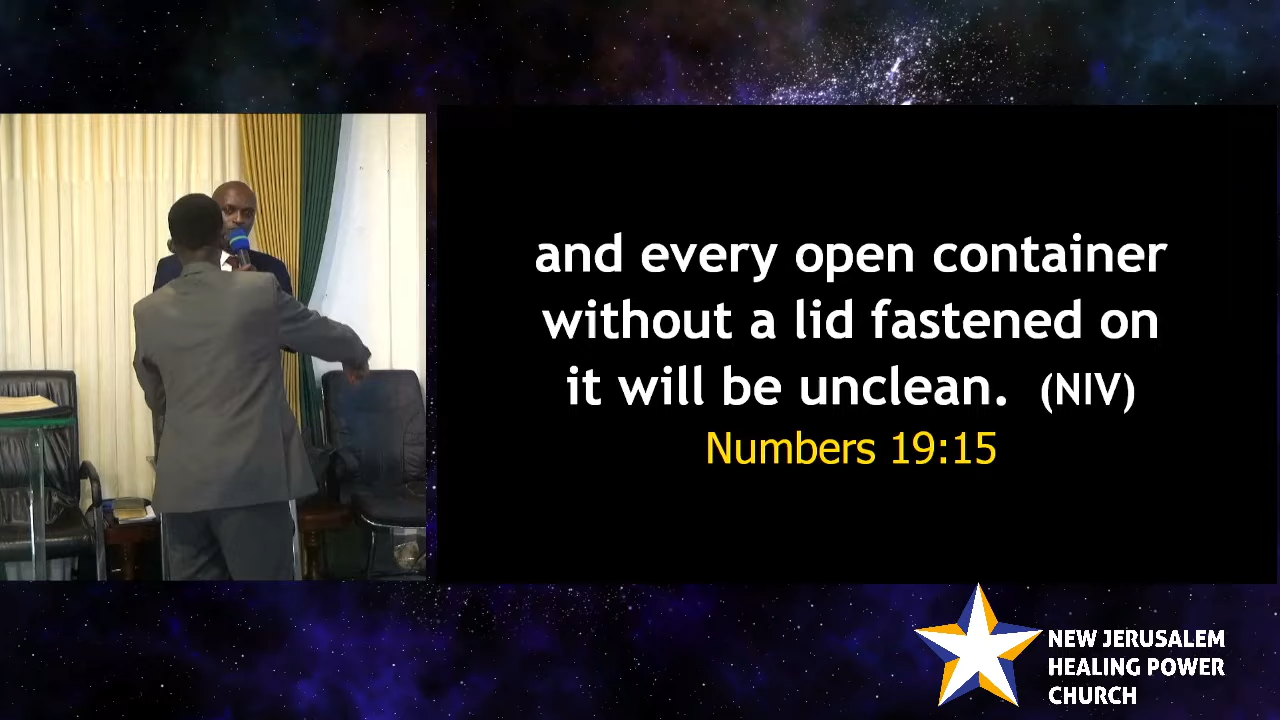 and every open container
without a lid fastened on
it will be unclean. (NIV)
Numbers 19:15
NEW JERUSALEM
HEALING POWER
CHURCH